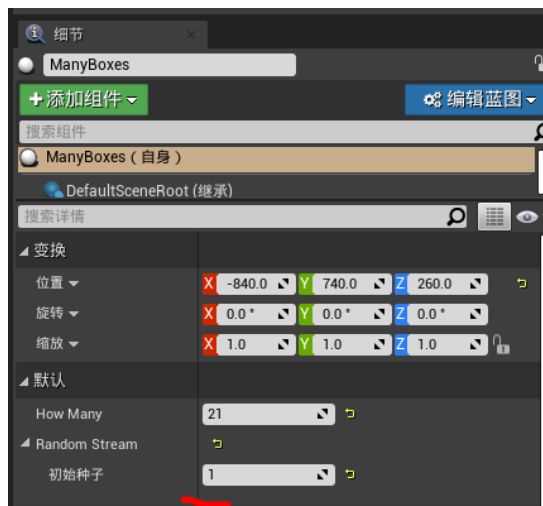 细节
ManyBoxes
+添加组件 编辑蓝图
搜索组件
ManyBoxes（自身）
DefaultSceneRoot (继承)
搜索详情
变换
位置 X -840.0 Y 740.0 Z 260.0
旋转 X 0.0 ° Y 0.0 ° Z 0.0 °
缩放 X 1.0 Y 1.0 Z 1.0
默认
How Many 21
Random Stream
初始种子 1